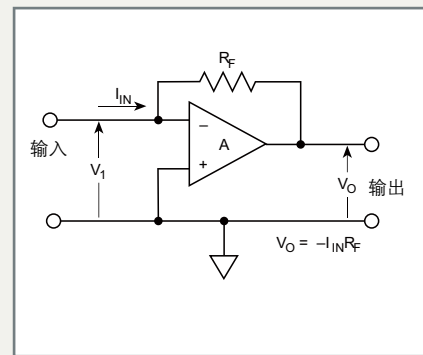 R_F
I_IN
−
A
+
输入
V_1
V_O 输出
V_O = −I_IN R_F